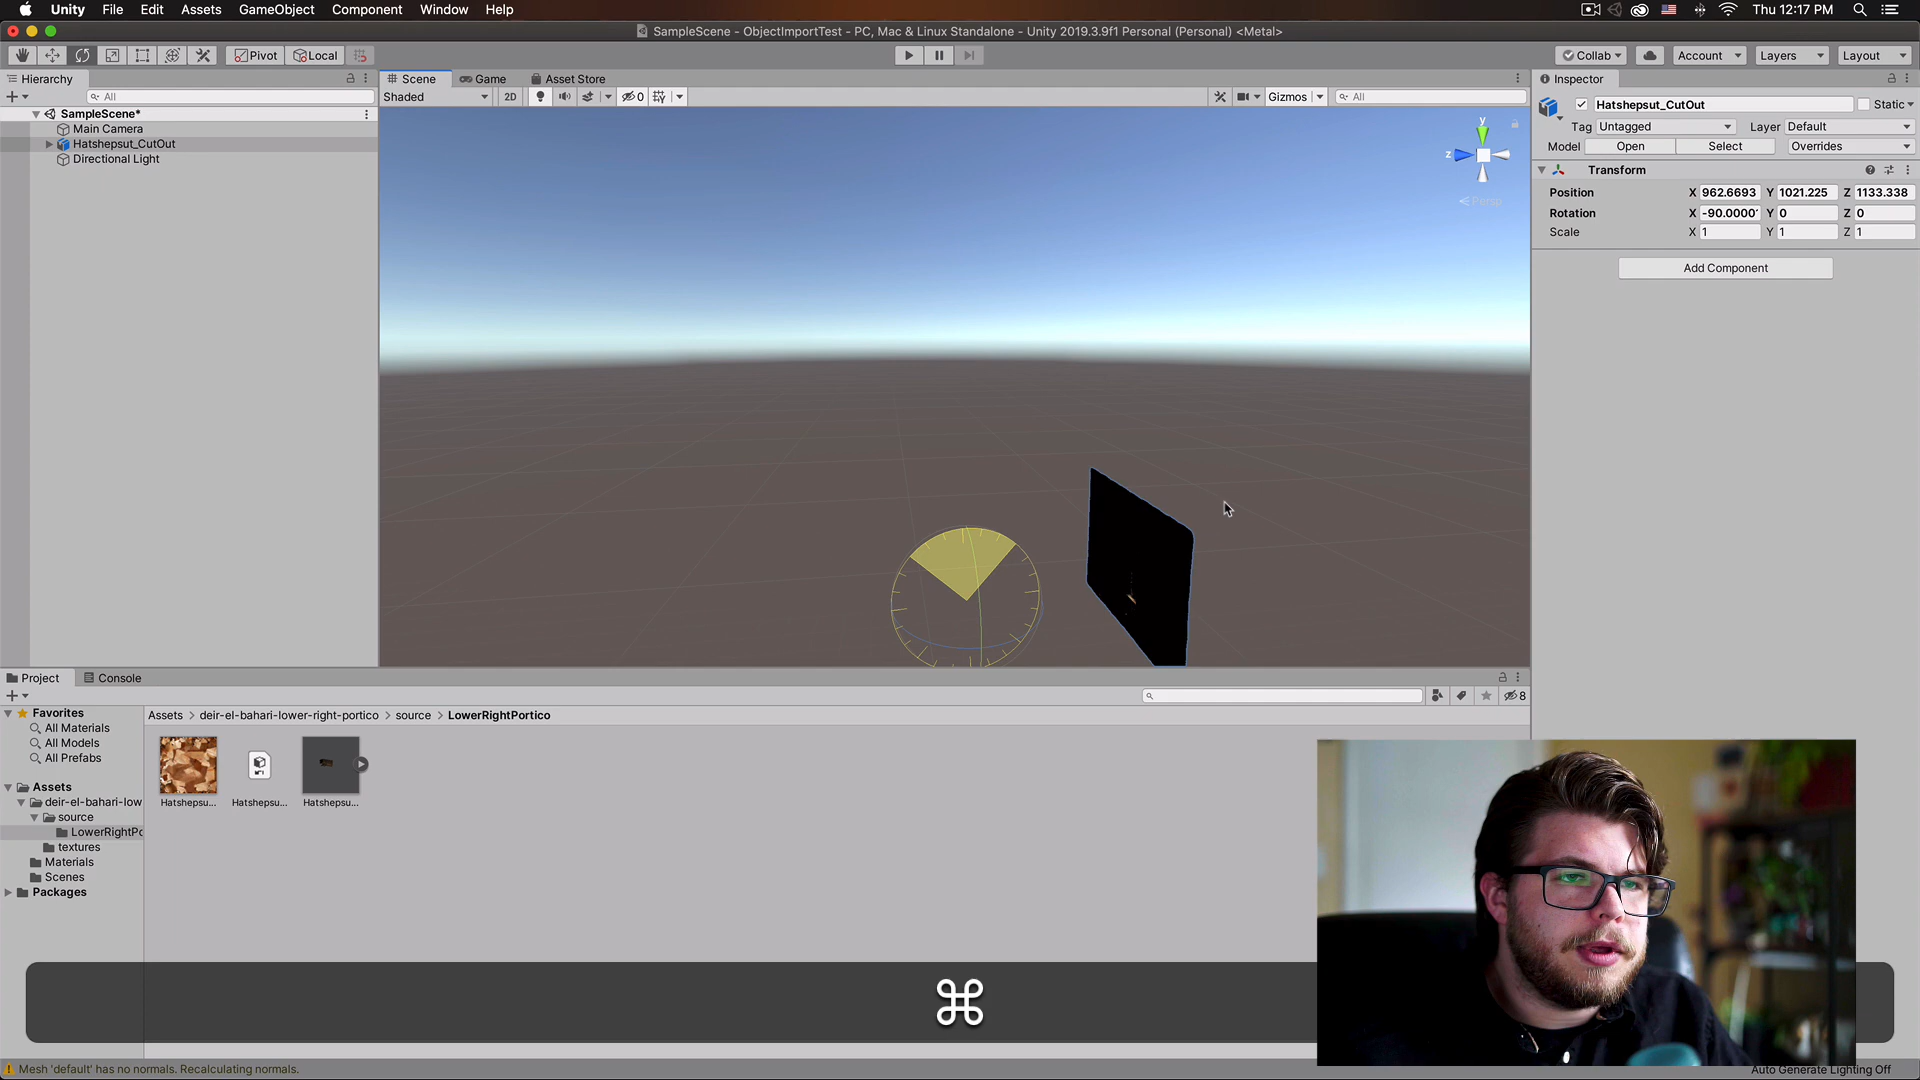 Unity File Edit Assets GameObject Component Window Help Thu 12:17 PM
SampleScene - ObjectImportTest - PC, Mac & Linux Standalone - Unity 2019.3.9f1 Personal (Personal) <Metal>
Pivot Local Collab Account Layers Layout
Hierarchy Scene Game Asset Store Inspector
All Shaded 2D 0 Gizmos All
SampleScene*
Main Camera
Hatshepsut_CutOut
Directional Light
y
z
Persp
Hatshepsut_CutOut Static
Tag Untagged Layer Default
Model Open Select Overrides
Transform
Position X 962.6693 Y 1021.225 Z 1133.338
Rotation X -90.0000 Y 0 Z 0
Scale X 1 Y 1 Z 1
Add Component
Project Console
8
Favorites
All Materials
All Models
All Prefabs
Assets
deir-el-bahari-low
source
LowerRightPo
textures
Materials
Scenes
Packages
Assets > deir-el-bahari-lower-right-portico > source > LowerRightPortico
Hatshepsu... Hatshepsu... Hatshepsu...
⌘
Mesh 'default' has no normals. Recalculating normals.
Auto Generate Lighting Off